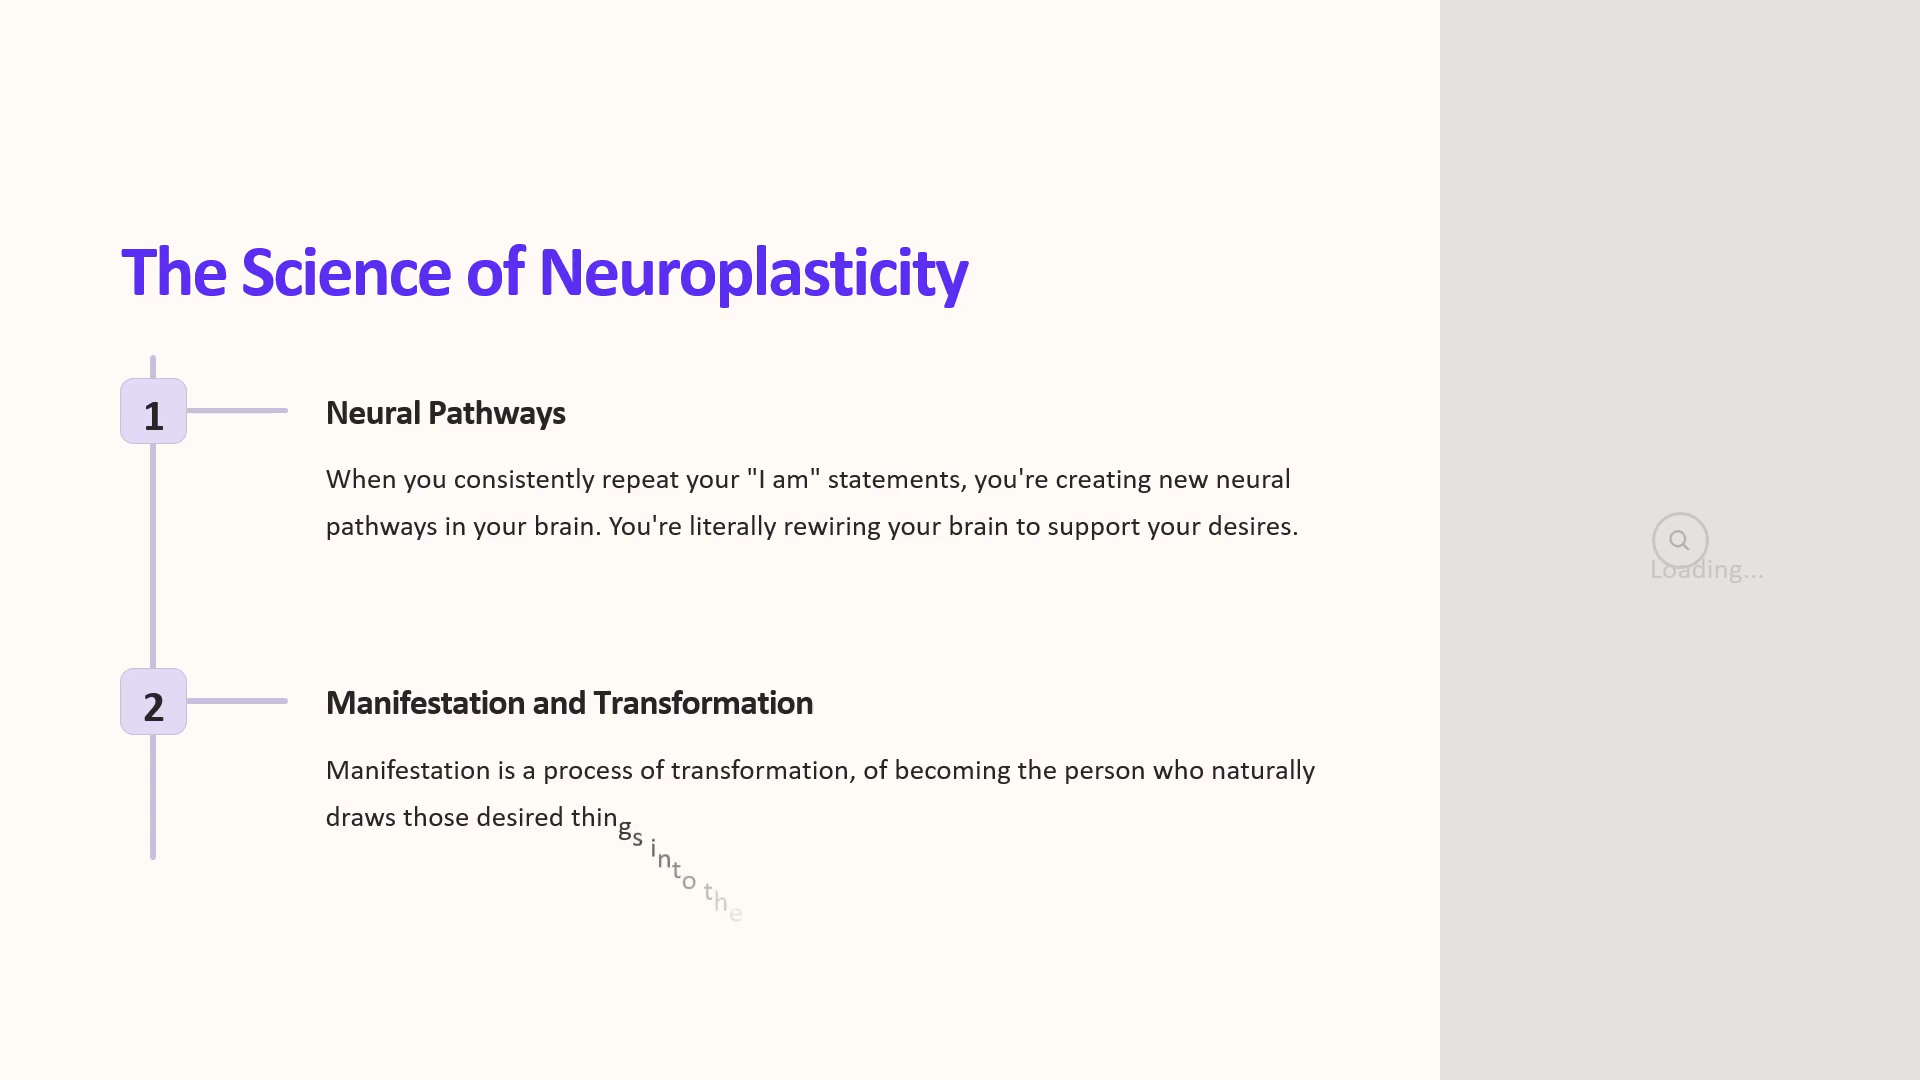 The Science of Neuroplasticity
1
Neural Pathways
When you consistently repeat your "I am" statements, you're creating new neural
pathways in your brain. You're literally rewiring your brain to support your desires.
2
Manifestation and Transformation
Manifestation is a process of transformation, of becoming the person who naturally
draws those desired things into the
Loading...